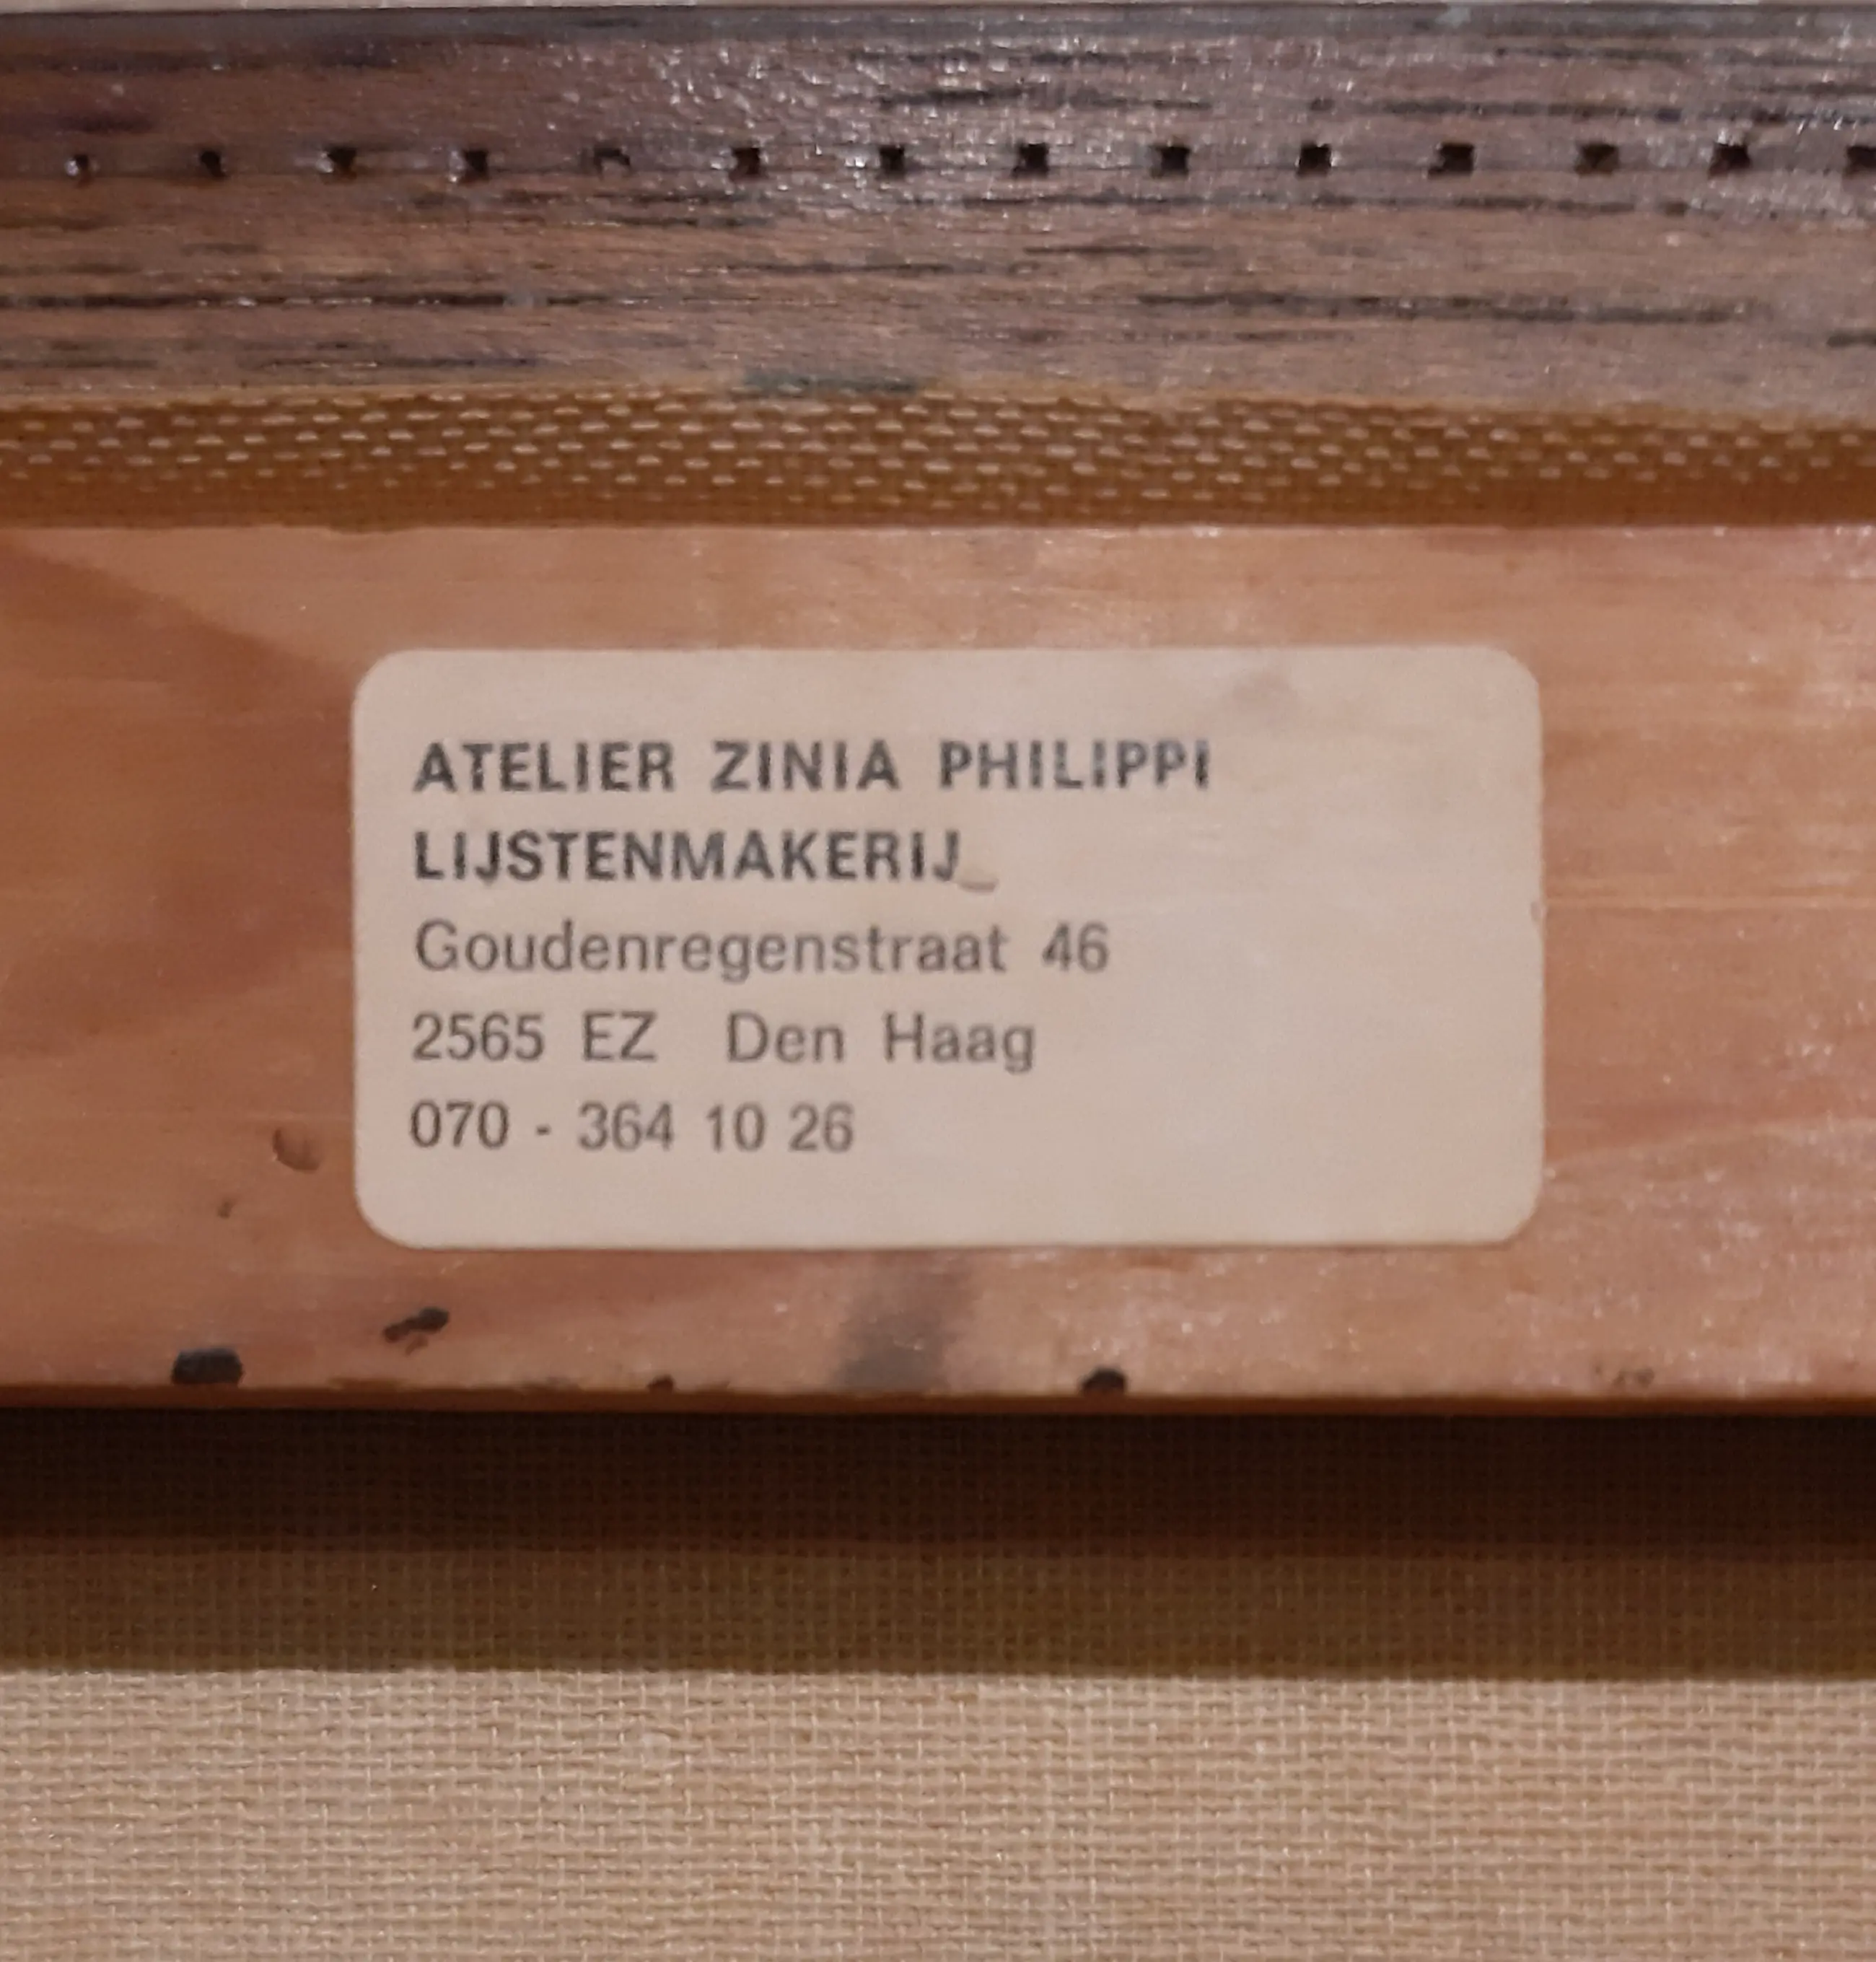 ATELIER ZINIA PHILIPPI
LIJSTENMAKERIJ
Goudenregenstraat 46
2565 EZ Den Haag
070 - 364 10 26